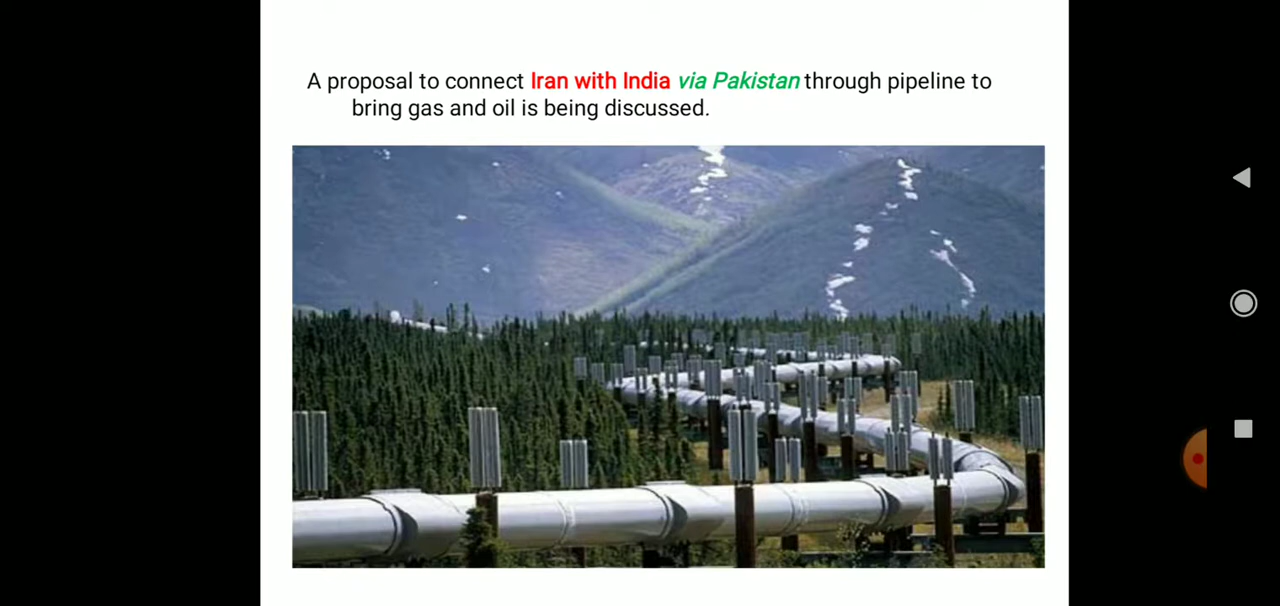 A proposal to connect Iran with India via Pakistan through pipeline to
bring gas and oil is being discussed.